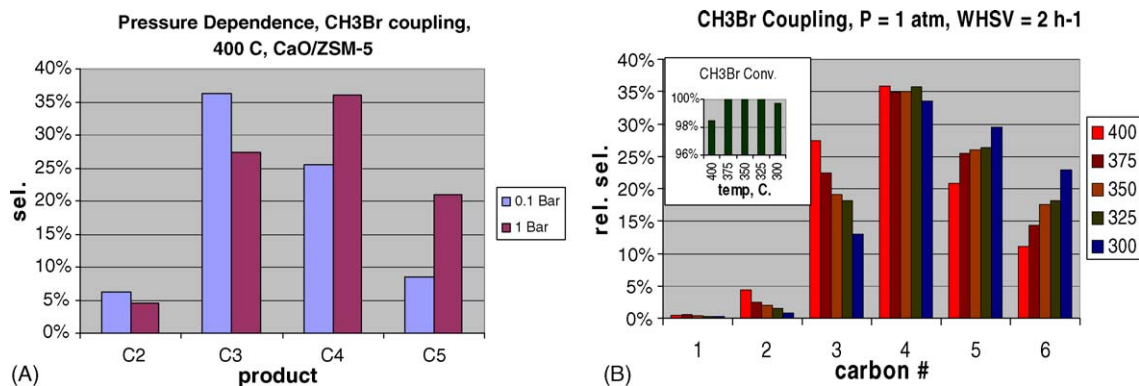 Pressure Dependence, CH3Br coupling,
400 C, CaO/ZSM-5
40%
35%
30%
25%
20%
15%
10%
5%
0%
sel.
C2 C3 C4 C5
product
0.1 Bar
1 Bar
(A)
CH3Br Coupling, P = 1 atm, WHSV = 2 h-1
40%
35%
30%
25%
20%
15%
10%
5%
0%
rel. sel.
CH3Br Conv.
100%
98%
96%
400 375 350 325 300
temp, C.
1 2 3 4 5 6
carbon #
400
375
350
325
300
(B)